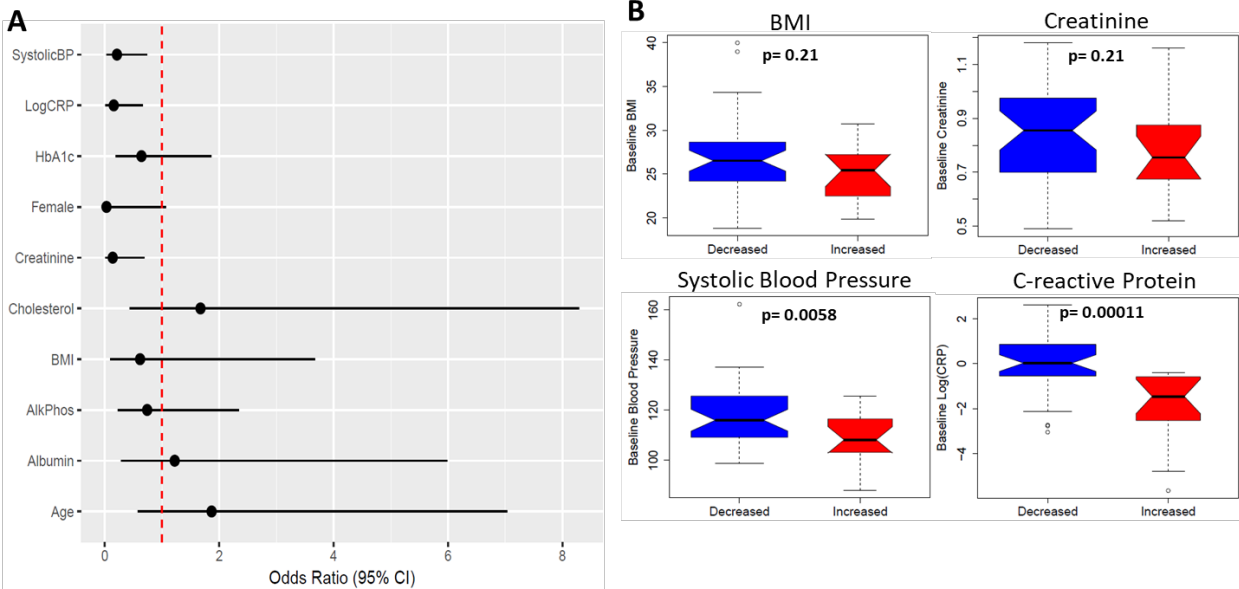 A
SystolicBP
LogCRP
HbA1c
Female
Creatinine
Cholesterol
BMI
AlkPhos
Albumin
Age
0 2 4 6 8
Odds Ratio (95% CI)
B
BMI
p= 0.21
Baseline BMI
40
35
30
25
20
Decreased Increased
Creatinine
p= 0.21
Baseline Creatinine
1.1
0.9
0.7
0.5
Decreased Increased
Systolic Blood Pressure
p= 0.0058
Baseline Blood Pressure
160
140
120
100
Decreased Increased
C-reactive Protein
p= 0.00011
Baseline Log(CRP)
2
0
−2
−4
Decreased Increased